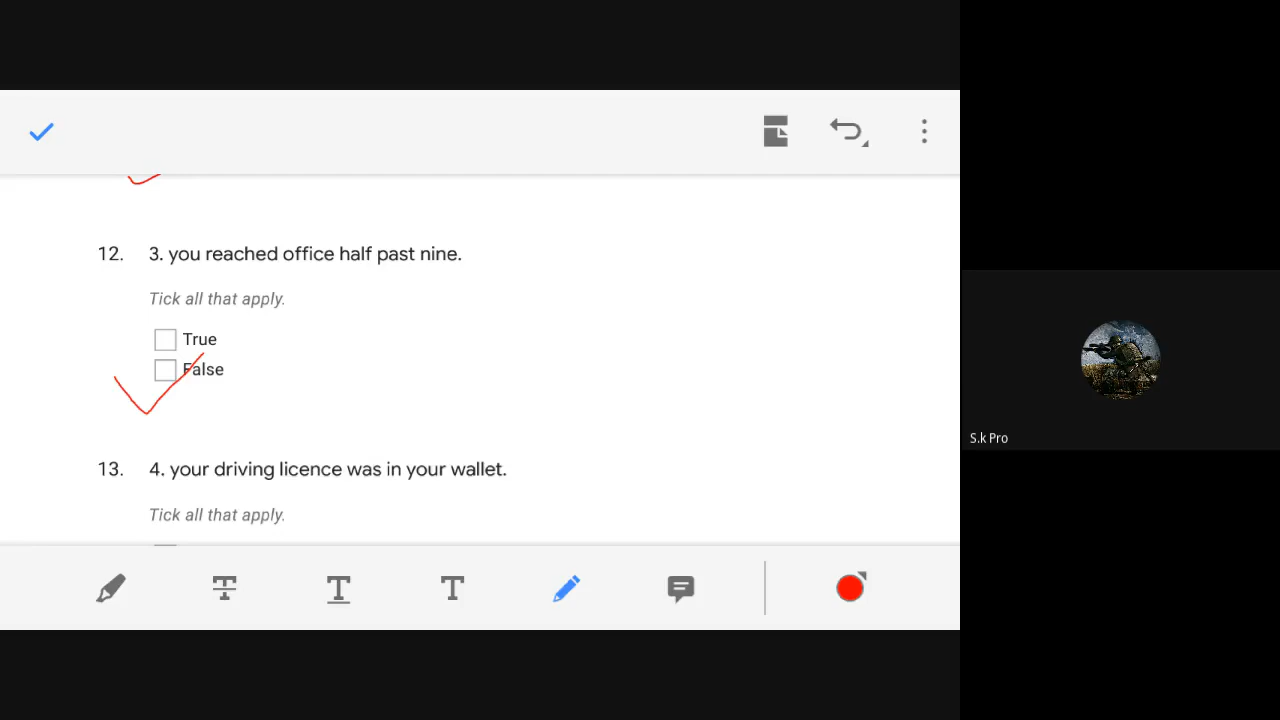 12. 3. you reached office half past nine.
Tick all that apply.
True
False
S.k Pro
13. 4. your driving licence was in your wallet.
Tick all that apply.